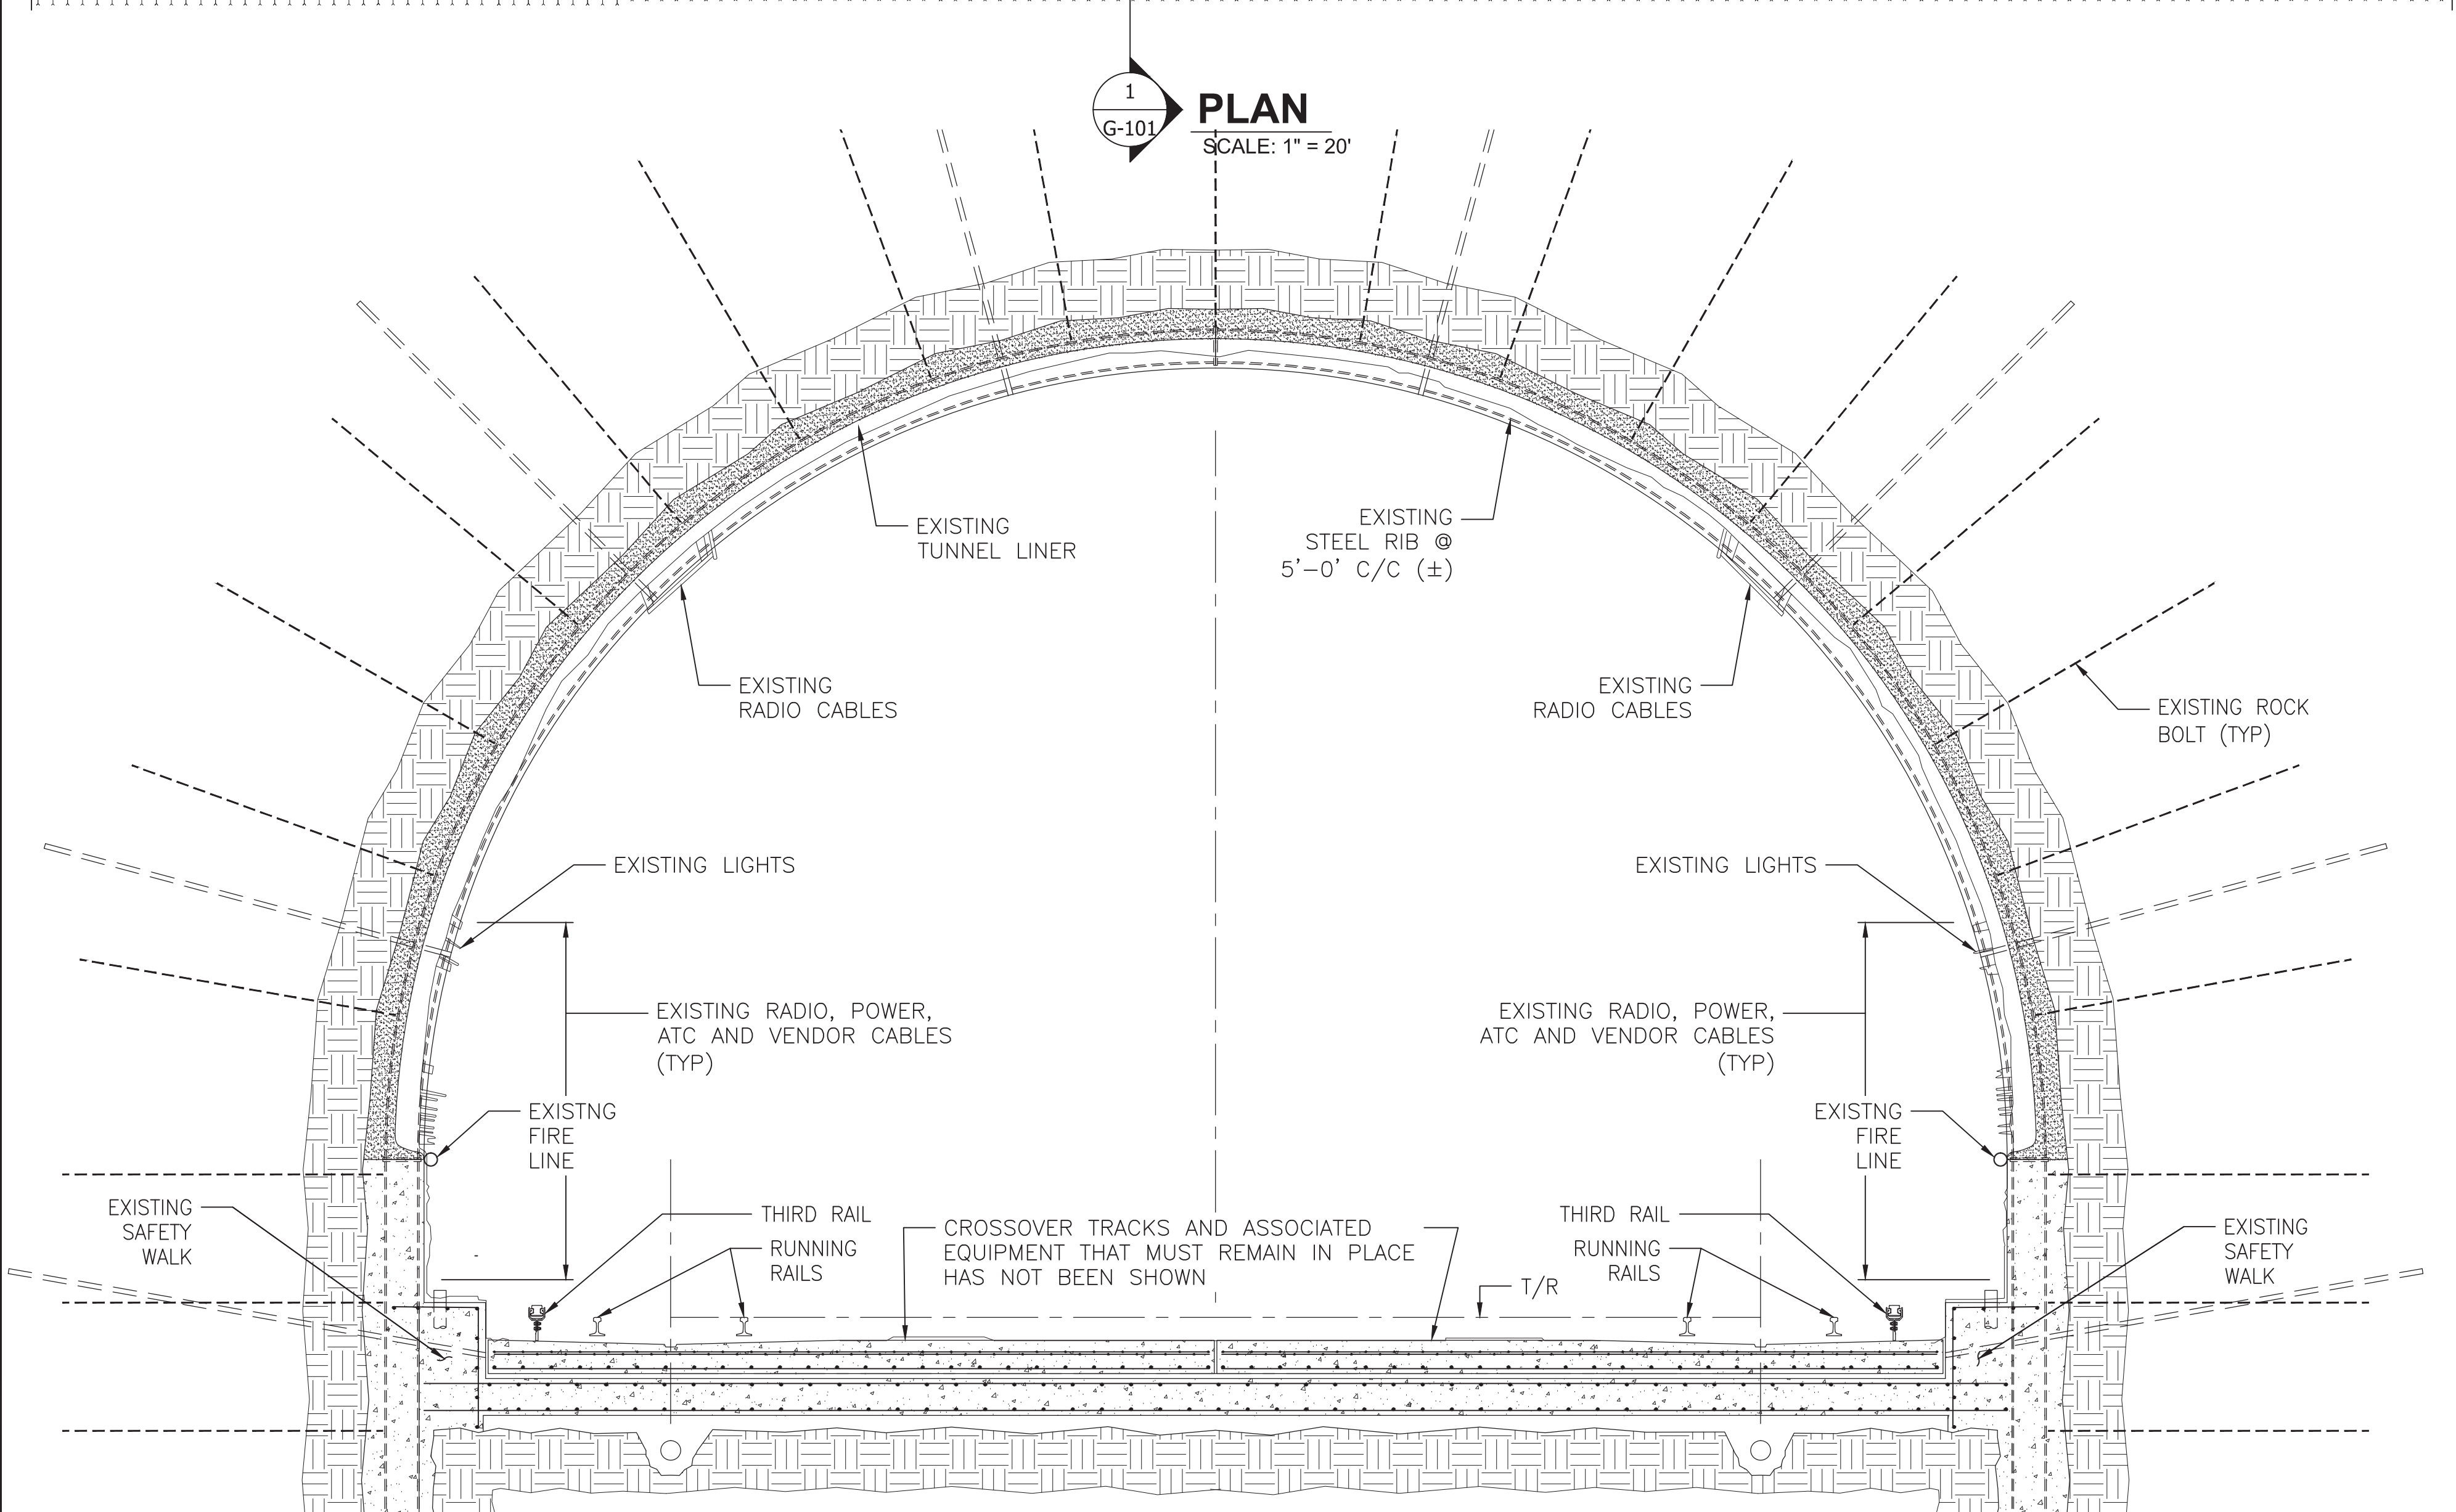 1
G-101
PLAN
SCALE: 1" = 20'
EXISTING
TUNNEL LINER
EXISTING
STEEL RIB @
5'-0' C/C (±)
EXISTING
RADIO CABLES
EXISTING
RADIO CABLES
EXISTING ROCK
BOLT (TYP)
EXISTING LIGHTS
EXISTING LIGHTS
EXISTING RADIO, POWER,
ATC AND VENDOR CABLES
(TYP)
EXISTING RADIO, POWER,
ATC AND VENDOR CABLES
(TYP)
EXISTNG
FIRE
LINE
EXISTNG
FIRE
LINE
EXISTING
SAFETY
WALK
THIRD RAIL
RUNNING
RAILS
CROSSOVER TRACKS AND ASSOCIATED
EQUIPMENT THAT MUST REMAIN IN PLACE
HAS NOT BEEN SHOWN
T/R
THIRD RAIL
RUNNING
RAILS
EXISTING
SAFETY
WALK